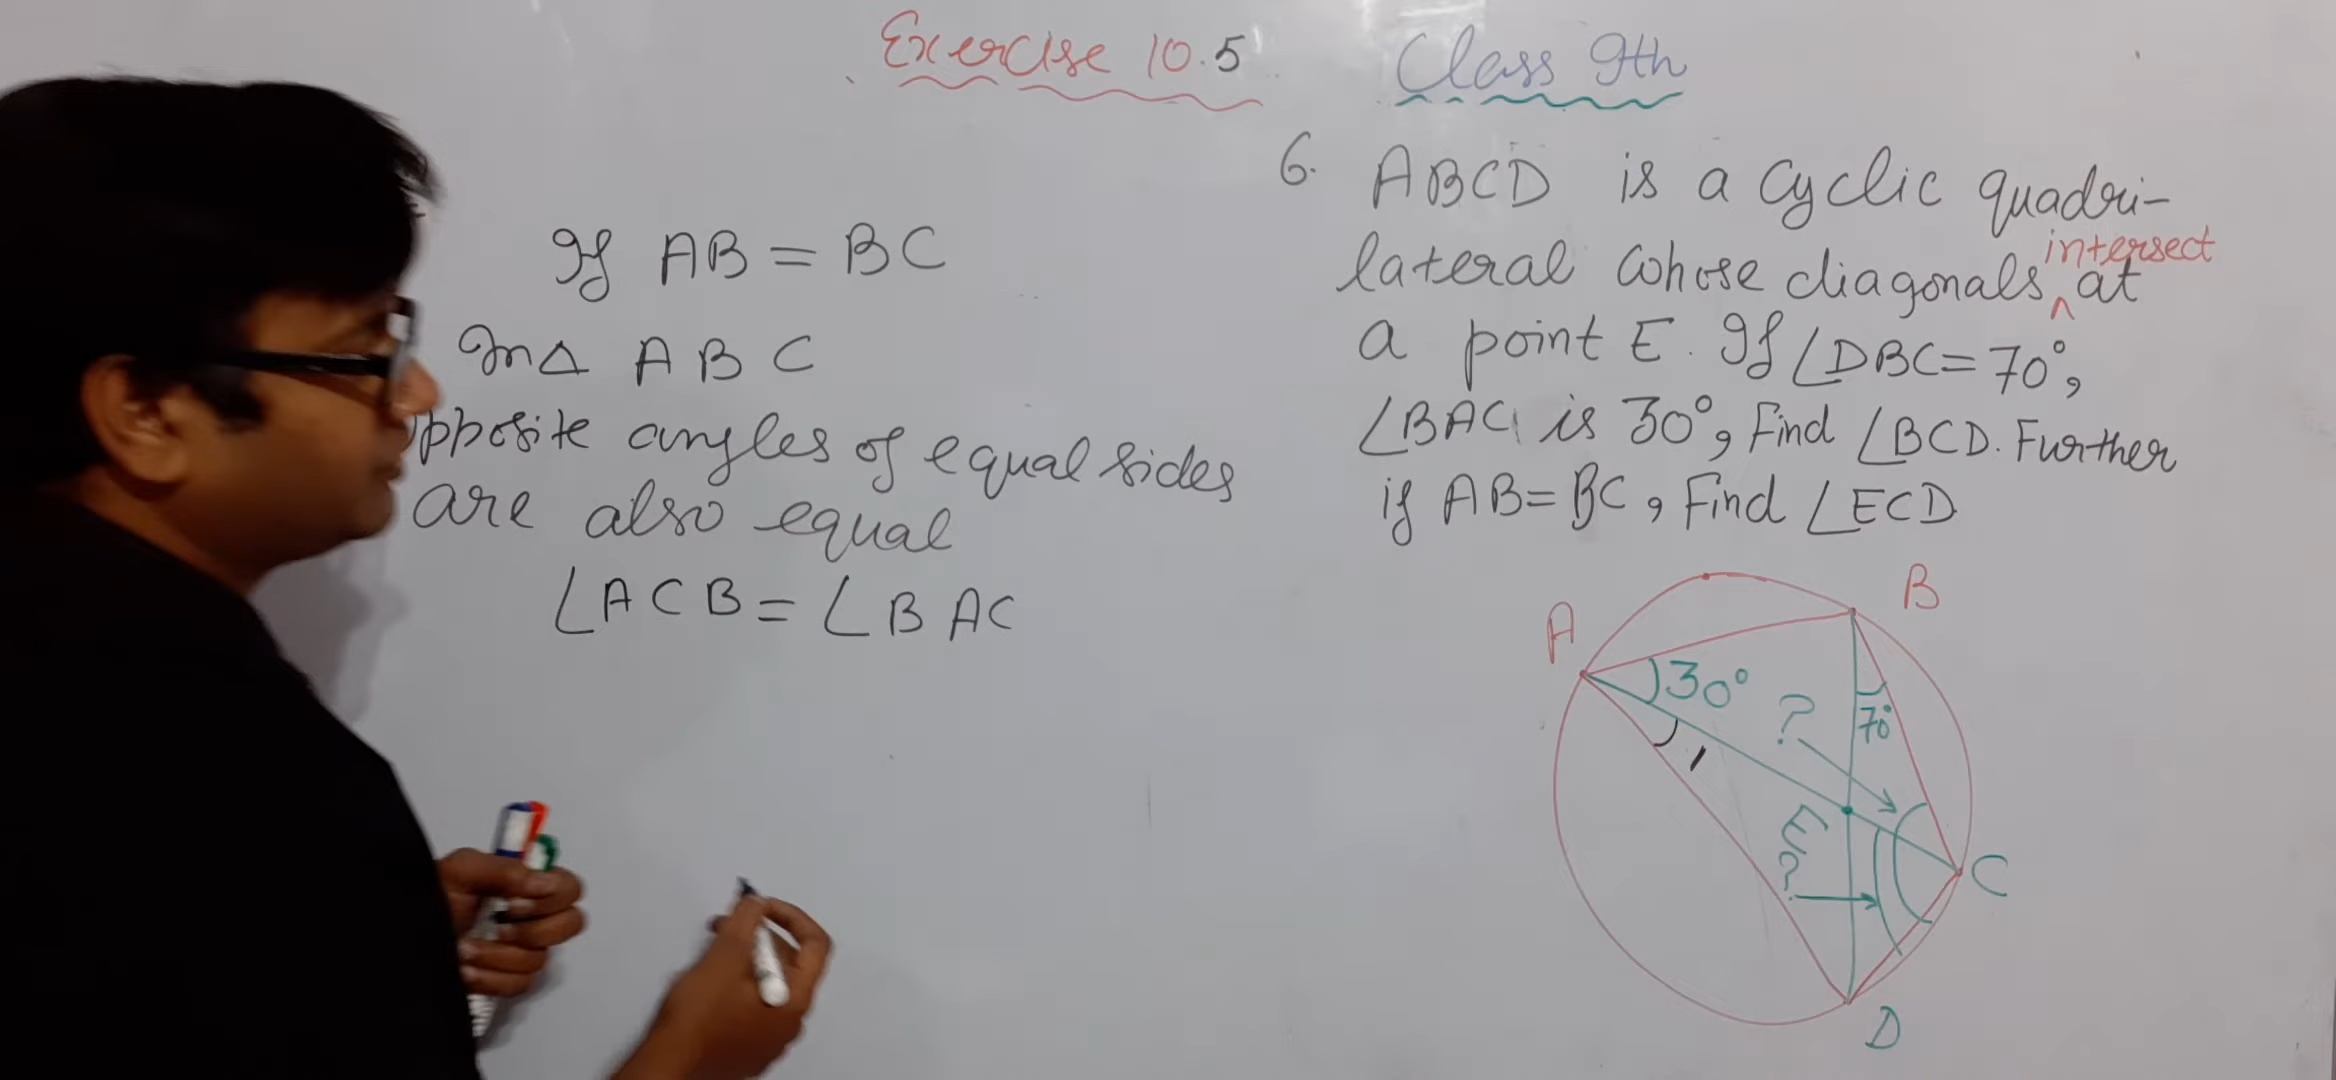 Exercise 10.5
Class 9th
If AB = BC
In △ ABC
opposite angles of equal sides
are also equal
∠ACB = ∠BAC
6. ABCD is a cyclic quadri-
lateral whose diagonals intersect at
a point E. If ∠DBC = 70°,
∠BAC is 30°, Find ∠BCD. Further
if AB = BC, Find ∠ECD
A
B
30°
?
70°
1
E
?
C
D